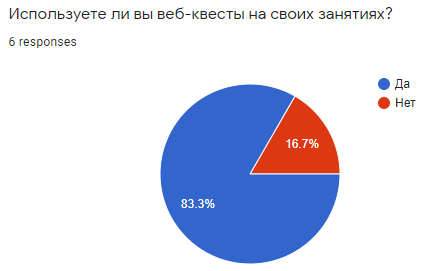 Используете ли вы веб-квесты на своих занятиях?
6 responses
Да
Нет
16.7%
83.3%